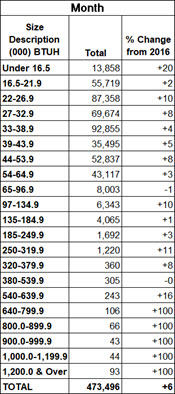 Month
Size
Description
(000) BTUH
Total
% Change
from 2016
Under 16.5 13,858 +20
16.5-21.9 55,719 +2
22-26.9 87,358 +10
27-32.9 69,674 +8
33-38.9 92,855 +4
39-43.9 35,495 +5
44-53.9 52,837 +8
54-64.9 43,117 +3
65-96.9 8,003 -1
97-134.9 6,343 +10
135-184.9 4,065 +1
185-249.9 1,692 +3
250-319.9 1,220 +11
320-379.9 360 +8
380-539.9 305 -0
540-639.9 243 +16
640-799.9 106 +100
800.0-899.9 66 +100
900.0-999.9 43 +100
1,000.0-1,199.9 44 +100
1,200.0 & Over 93 +100
TOTAL 473,496 +6